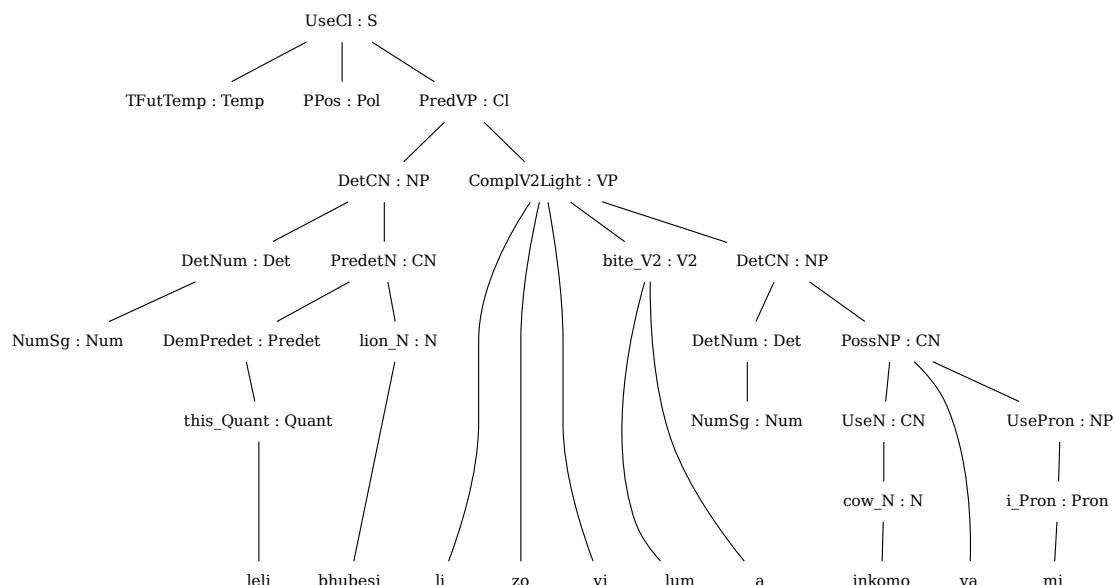 UseCl : S
TFutTemp : Temp PPos : Pol PredVP : Cl
DetCN : NP ComplV2Light : VP
DetNum : Det PredetN : CN bite_V2 : V2 DetCN : NP
NumSg : Num DemPredet : Predet lion_N : N DetNum : Det PossNP : CN
this_Quant : Quant NumSg : Num UseN : CN UsePron : NP
cow_N : N i_Pron : Pron
leli bhubesi li zo yi lum a inkomo ya mi